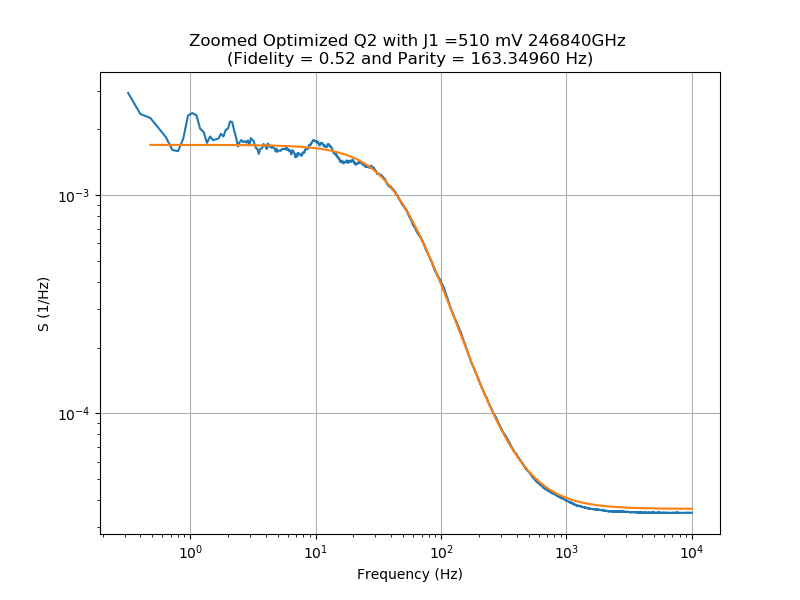 Zoomed Optimized Q2 with J1 =510 mV 246840GHz
(Fidelity = 0.52 and Parity = 163.34960 Hz)
S (1/Hz)
10⁻³
10⁻⁴
10⁰ 10¹ 10² 10³ 10⁴
Frequency (Hz)